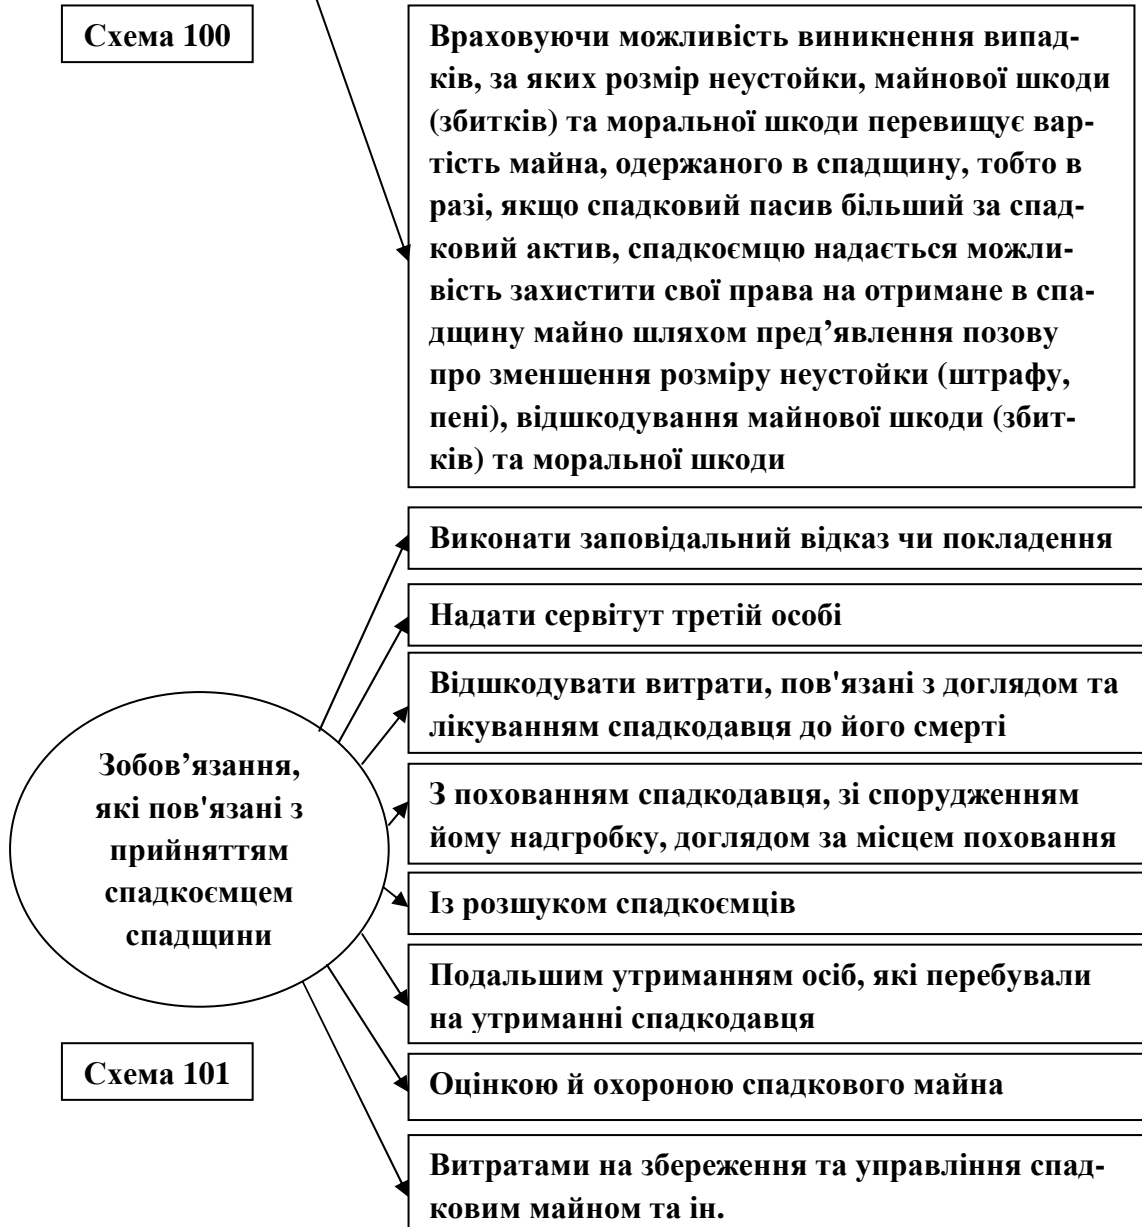 Схема 100
Враховуючи можливість виникнення випад-
ків, за яких розмір неустойки, майнової шкоди
(збитків) та моральної шкоди перевищує вар-
тість майна, одержаного в спадщину, тобто в
разі, якщо спадковий пасив більший за спад-
ковий актив, спадкоємцю надається можли-
вість захистити свої права на отримане в спа-
дщину майно шляхом пред’явлення позову
про зменшення розміру неустойки (штрафу,
пені), відшкодування майнової шкоди (збит-
ків) та моральної шкоди
Зобов’язання,
які пов'язані з
прийняттям
спадкоємцем
спадщини
Виконати заповідальний відказ чи покладення
Надати сервітут третій особі
Відшкодувати витрати, пов'язані з доглядом та
лікуванням спадкодавця до його смерті
З похованням спадкодавця, зі спорудженням
йому надгробку, доглядом за місцем поховання
Із розшуком спадкоємців
Подальшим утриманням осіб, які перебували
на утриманні спадкодавця
Оцінкою й охороною спадкового майна
Витратами на збереження та управління спад-
ковим майном та ін.
Схема 101